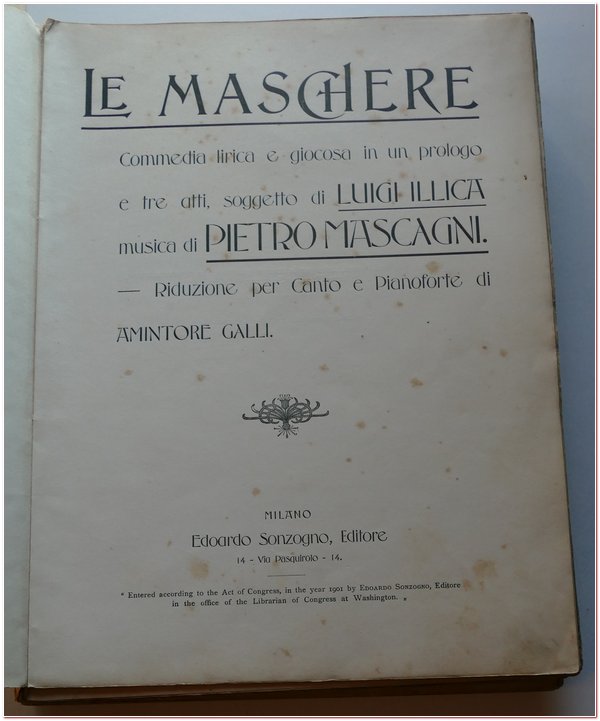 LE MASCHERE
Commedia lirica e giocosa in un prologo
e tre atti, soggetto di LUIGI ILLICA
musica di PIETRO MASCAGNI.
— Riduzione per Canto e Pianoforte di
AMINTORE GALLI.
MILANO
Edoardo Sonzogno, Editore
14 - Via Pasquirolo - 14.
* Entered according to the Act of Congress, in the year 1901 by EDOARDO SONZOGNO, Editore
in the office of the Librarian of Congress at Washington. *